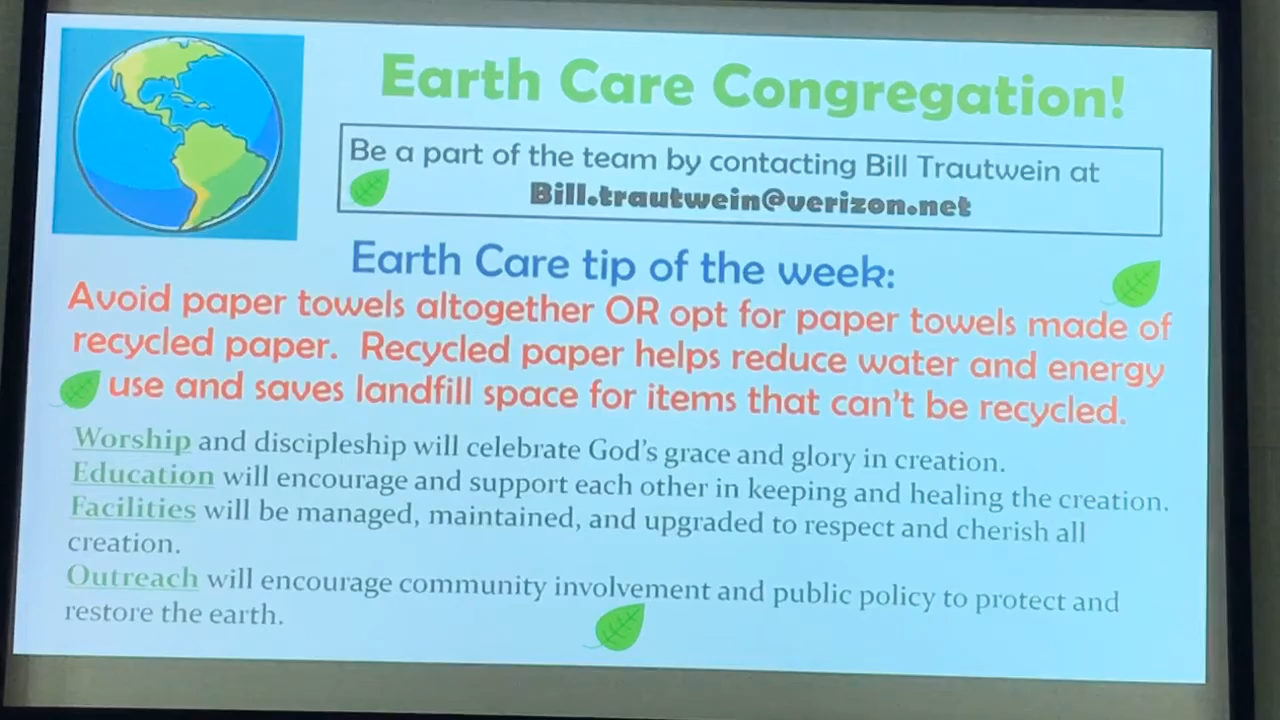 Earth Care Congregation!
Be a part of the team by contacting Bill Trautwein at
Bill.trautwein@verizon.net
Earth Care tip of the week:
Avoid paper towels altogether OR opt for paper towels made of
recycled paper. Recycled paper helps reduce water and energy
use and saves landfill space for items that can't be recycled.
Worship and discipleship will celebrate God's grace and glory in creation.
Education will encourage and support each other in keeping and healing the creation.
Facilities will be managed, maintained, and upgraded to respect and cherish all
creation.
Outreach will encourage community involvement and public policy to protect and
restore the earth.